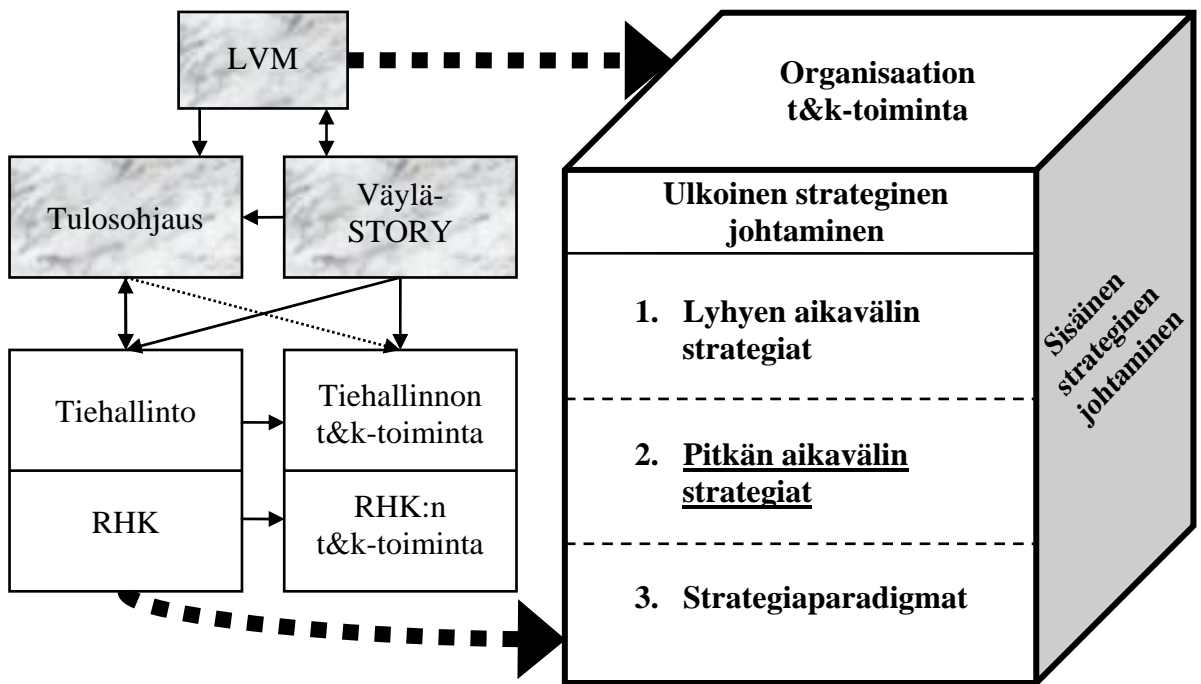 LVM
Tulosohjaus
Väylä-
STORY
Tiehallinto
Tiehallinnon
t&k-toiminta
RHK
RHK:n
t&k-toiminta
Organisaation
t&k-toiminta
Ulkoinen strateginen
johtaminen
1. Lyhyen aikavälin
strategiat
2. Pitkän aikavälin
strategiat
3. Strategiaparadigmat
Sisäinen
strateginen
johtaminen